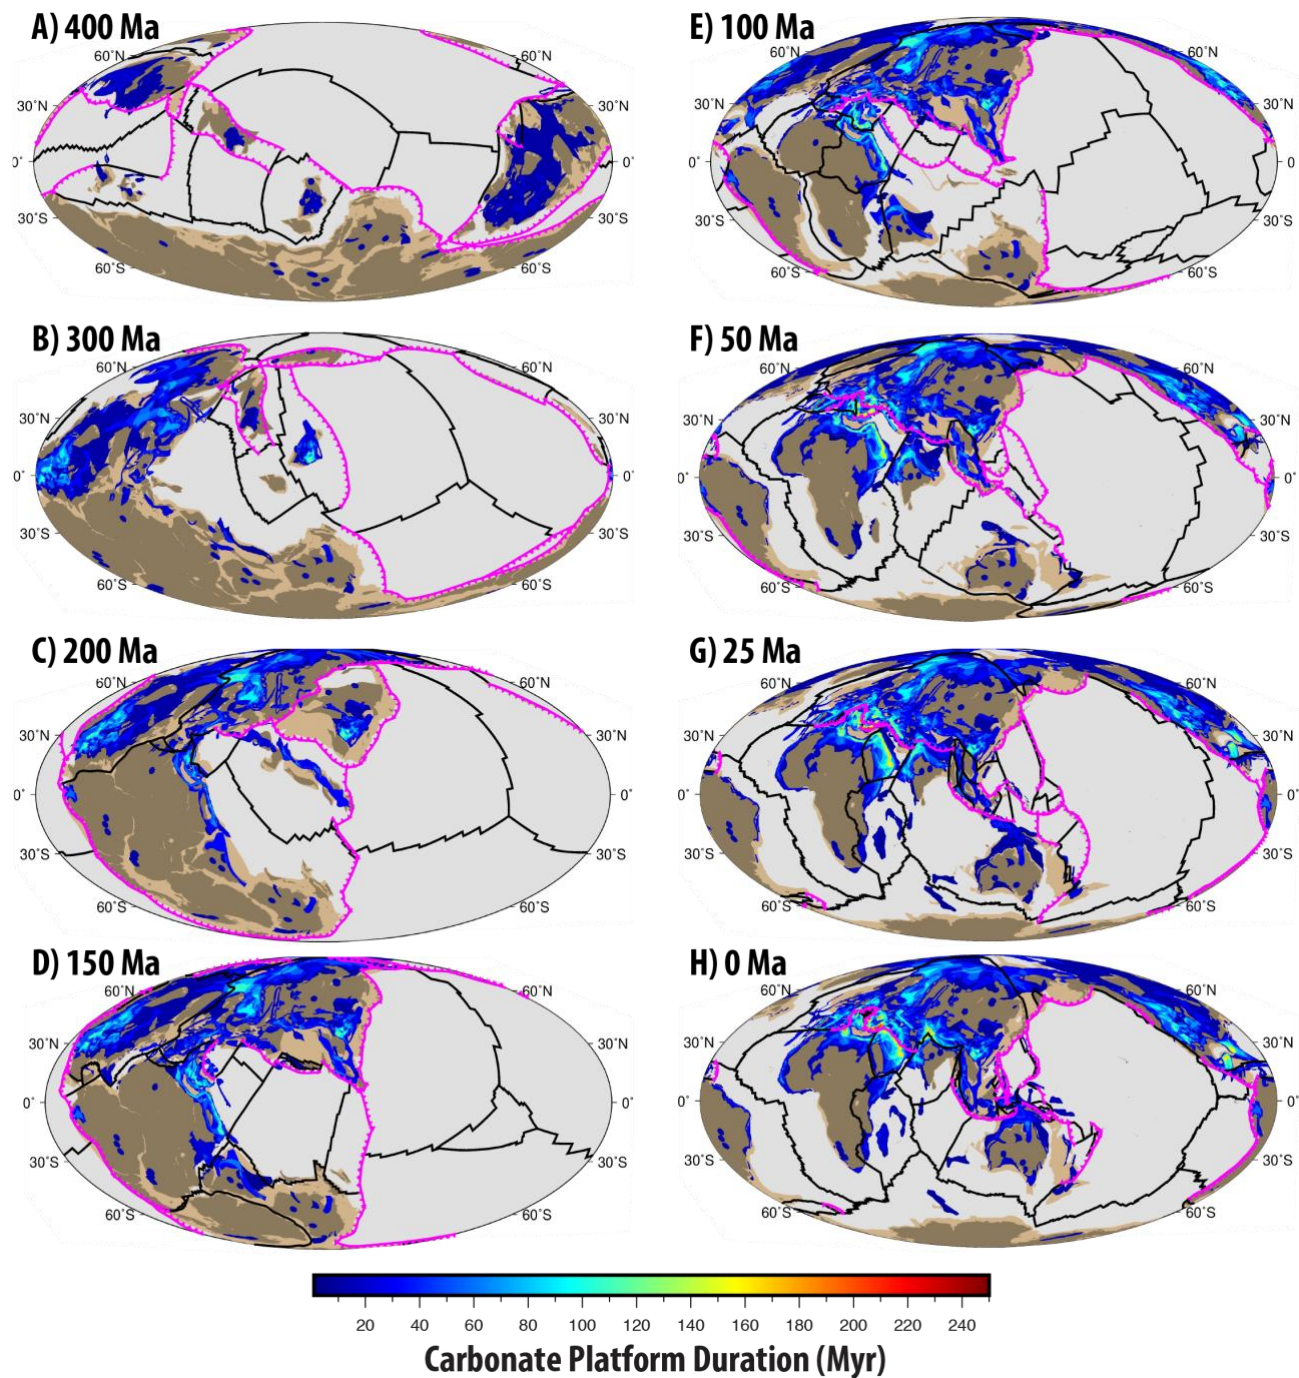 A) 400 Ma
60˚N 60˚N
30˚N 30˚N
0˚ 0˚
30˚S 30˚S
60˚S 60˚S
B) 300 Ma
60˚N 60˚N
30˚N 30˚N
0˚ 0˚
30˚S 30˚S
60˚S 60˚S
C) 200 Ma
60˚N 60˚N
30˚N 30˚N
0˚ 0˚
30˚S 30˚S
60˚S 60˚S
D) 150 Ma
60˚N 60˚N
30˚N 30˚N
0˚ 0˚
30˚S 30˚S
60˚S 60˚S
E) 100 Ma
60˚N 60˚N
30˚N 30˚N
0˚ 0˚
30˚S 30˚S
60˚S 60˚S
F) 50 Ma
60˚N 60˚N
30˚N 30˚N
0˚ 0˚
30˚S 30˚S
60˚S 60˚S
G) 25 Ma
60˚N 60˚N
30˚N 30˚N
0˚ 0˚
30˚S 30˚S
60˚S 60˚S
H) 0 Ma
60˚N 60˚N
30˚N 30˚N
0˚ 0˚
30˚S 30˚S
60˚S 60˚S
20 40 60 80 100 120 140 160 180 200 220 240
Carbonate Platform Duration (Myr)